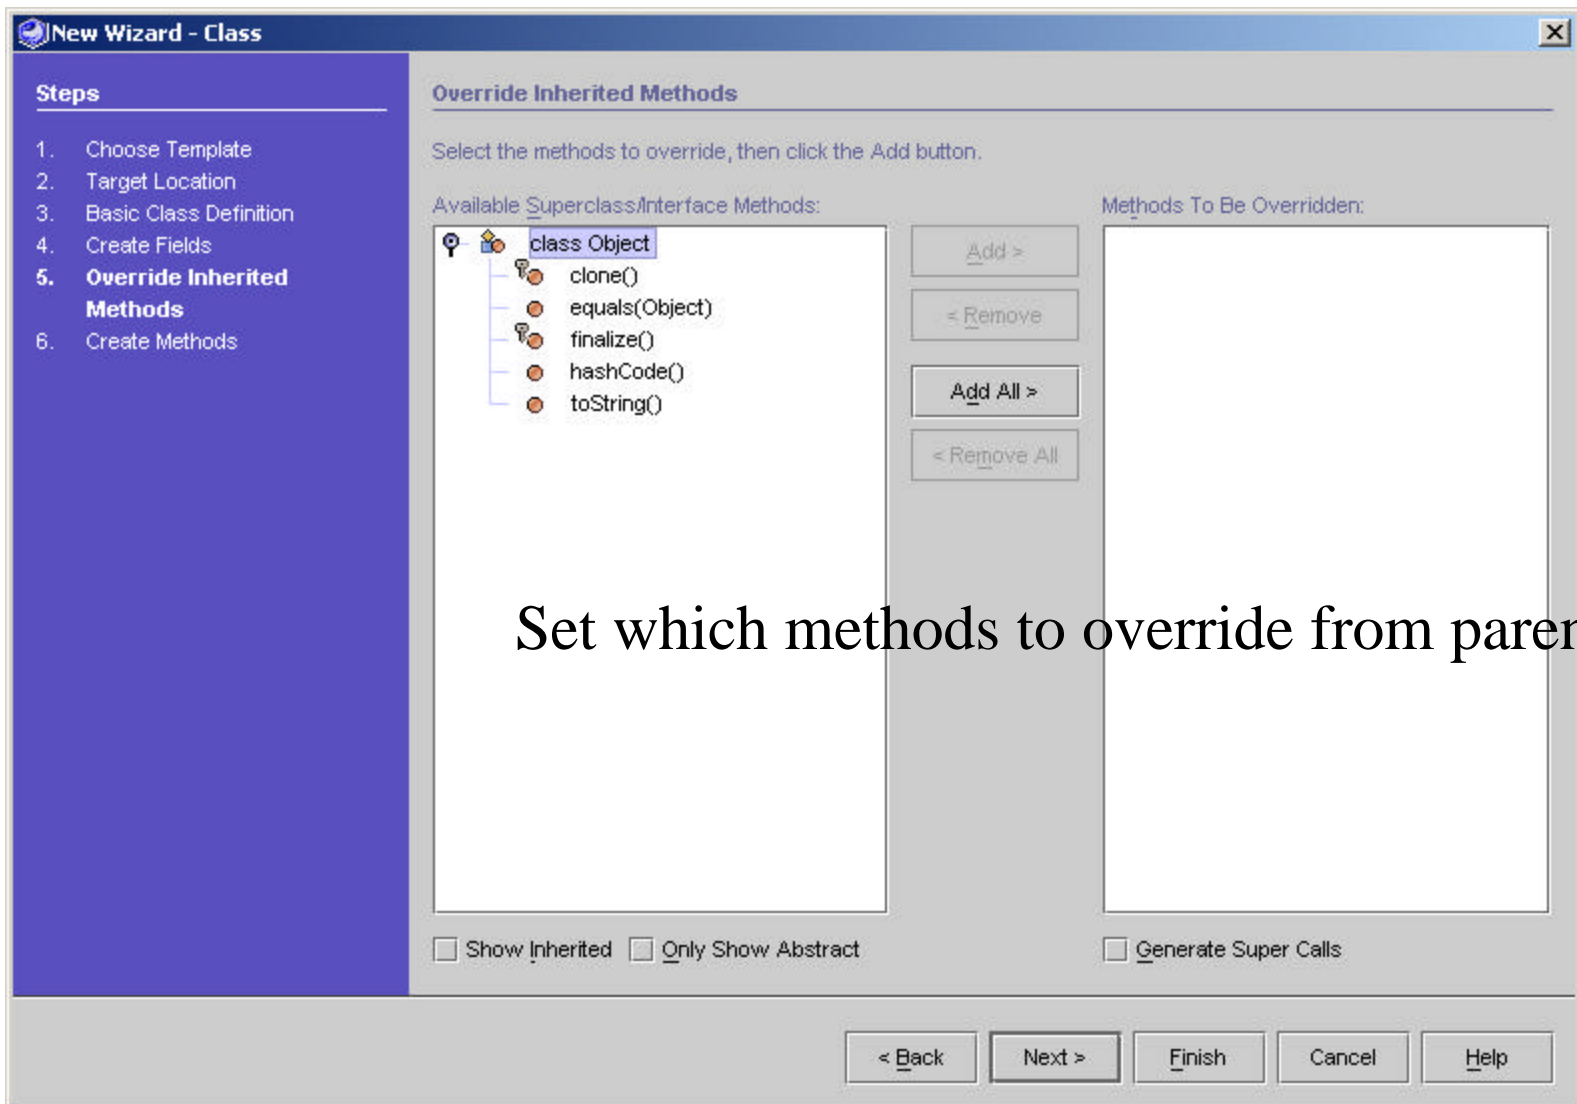 New Wizard - Class
Steps
1. Choose Template
2. Target Location
3. Basic Class Definition
4. Create Fields
5. Override Inherited
Methods
6. Create Methods
Override Inherited Methods
Select the methods to override, then click the Add button.
Available Superclass/Interface Methods:
class Object
clone()
equals(Object)
finalize()
hashCode()
toString()
Add >
< Remove
Add All >
< Remove All
Methods To Be Overridden:
Set which methods to override from paren
Show Inherited
Only Show Abstract
Generate Super Calls
< Back
Next >
Finish
Cancel
Help